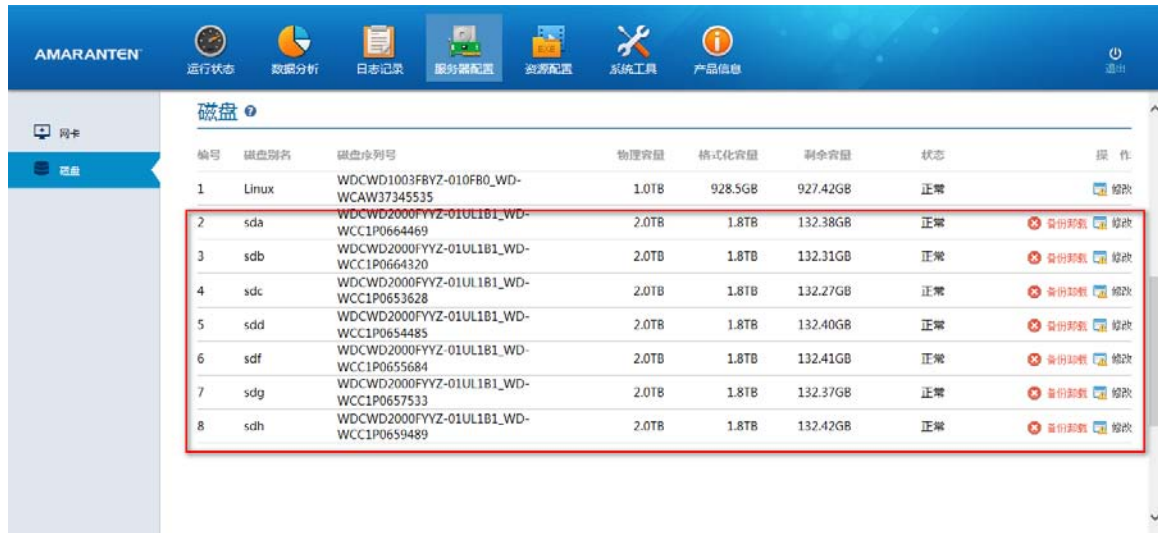 AMARANTEN
运行状态 数据分析 日志记录 服务器配置 资源配置 系统工具 产品信息 退出
网卡
磁盘
磁盘
编号 磁盘别名 磁盘序列号 物理容量 格式化容量 剩余容量 状态 操 作
1 Linux WDCWD1003FBYZ-010FB0_WD- 1.0TB 928.5GB 927.42GB 正常 修改
WCAW37345535
2 sda WDCWD2000FYYZ-01UL1B1_WD- 2.0TB 1.8TB 132.38GB 正常 备份卸载 修改
WCC1P0664469
3 sdb WDCWD2000FYYZ-01UL1B1_WD- 2.0TB 1.8TB 132.31GB 正常 备份卸载 修改
WCC1P0664320
4 sdc WDCWD2000FYYZ-01UL1B1_WD- 2.0TB 1.8TB 132.27GB 正常 备份卸载 修改
WCC1P0653628
5 sdd WDCWD2000FYYZ-01UL1B1_WD- 2.0TB 1.8TB 132.40GB 正常 备份卸载 修改
WCC1P0654485
6 sdf WDCWD2000FYYZ-01UL1B1_WD- 2.0TB 1.8TB 132.41GB 正常 备份卸载 修改
WCC1P0655684
7 sdg WDCWD2000FYYZ-01UL1B1_WD- 2.0TB 1.8TB 132.37GB 正常 备份卸载 修改
WCC1P0657533
8 sdh WDCWD2000FYYZ-01UL1B1_WD- 2.0TB 1.8TB 132.42GB 正常 备份卸载 修改
WCC1P0659489